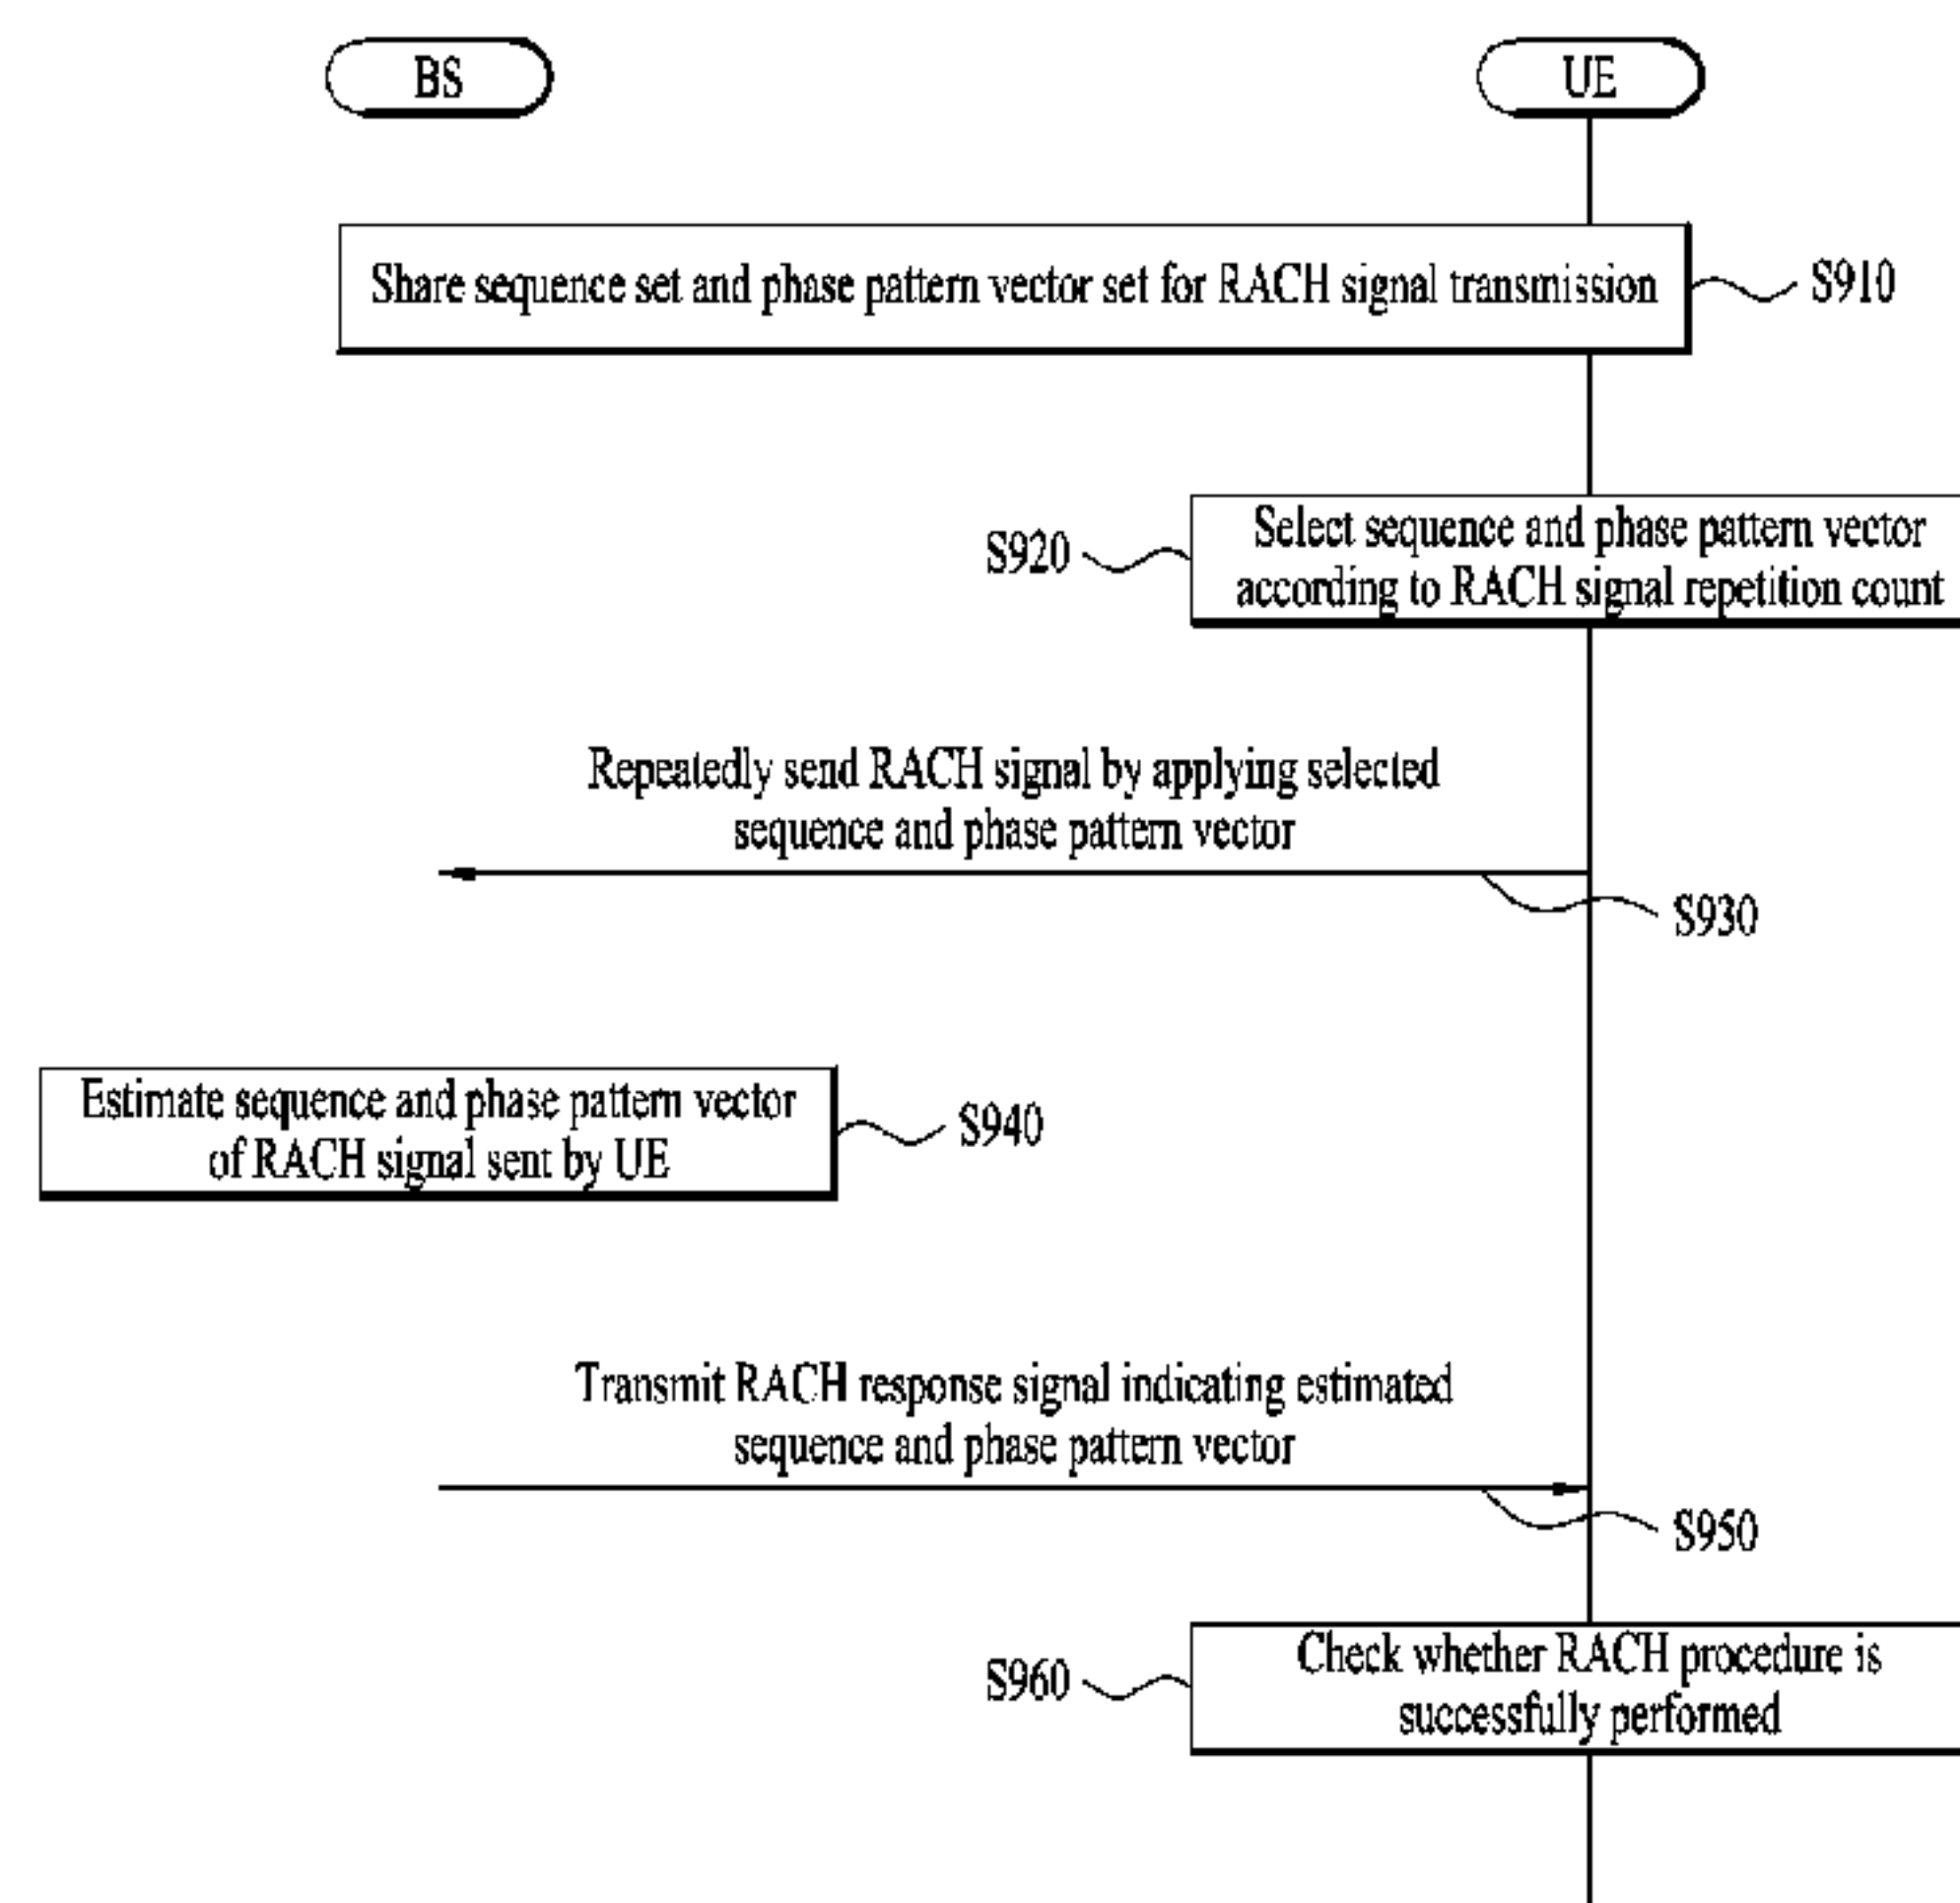 BS
UE
Share sequence set and phase pattern vector set for RACH signal transmission
S910
S920
Select sequence and phase pattern vector
according to RACH signal repetition count
Repeatedly send RACH signal by applying selected
sequence and phase pattern vector
S930
Estimate sequence and phase pattern vector
of RACH signal sent by UE
S940
Transmit RACH response signal indicating estimated
sequence and phase pattern vector
S950
S960
Check whether RACH procedure is
successfully performed